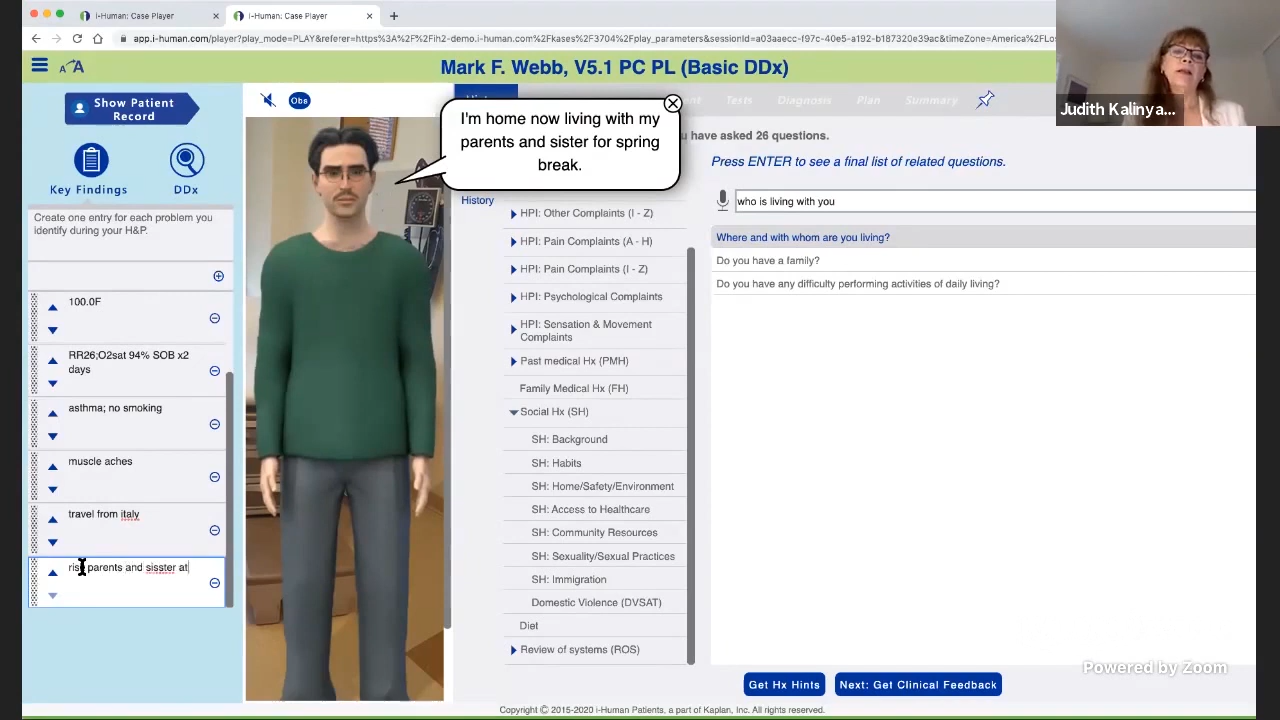 i-Human: Case Player
i-Human: Case Player
app.i-human.com/player?play_mode=PLAY&referer=https%3A%2F%2Fih2-demo.i-human.com%2Fkases%2F3704%2Fplay_parameters&sessionId=a03aaecc-f97c-40e5-a192-b187320e39ac&timeZone=America%2FLos
AA
Mark F. Webb, V5.1 PC PL (Basic DDx)
Judith Kalinya...
Show Patient
Record
Obs
Tests
Diagnosis
Plan
Summary
I'm home now living with my
parents and sister for spring
break.
have asked 26 questions.
Press ENTER to see a final list of related questions.
Key Findings
DDx
Create one entry for each problem you
identify during your H&P.
100.0F
RR26;O2sat 94% SOB x2
days
asthma; no smoking
muscle aches
travel from italy
parents and sisster at
History
HPI: Other Complaints (I - Z)
HPI: Pain Complaints (A - H)
HPI: Pain Complaints (I - Z)
HPI: Psychological Complaints
HPI: Sensation & Movement
Complaints
Past medical Hx (PMH)
Family Medical Hx (FH)
Social Hx (SH)
SH: Background
SH: Habits
SH: Home/Safety/Environment
SH: Access to Healthcare
SH: Community Resources
SH: Sexuality/Sexual Practices
SH: Immigration
Domestic Violence (DVSAT)
Diet
Review of systems (ROS)
who is living with you
Where and with whom are you living?
Do you have a family?
Do you have any difficulty performing activities of daily living?
Powered by Zoom
Get Hx Hints
Next: Get Clinical Feedback
Copyright © 2015-2020 i-Human Patients, a part of Kaplan, Inc. All rights reserved.